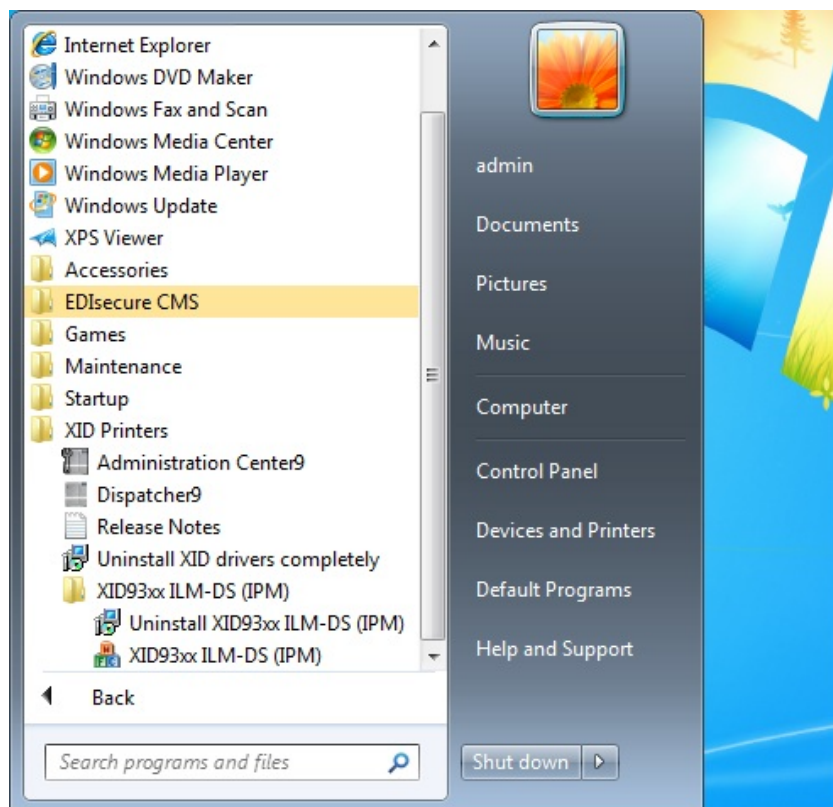 Internet Explorer
Windows DVD Maker
Windows Fax and Scan
Windows Media Center
Windows Media Player
Windows Update
XPS Viewer
Accessories
EDIsecure CMS
Games
Maintenance
Startup
XID Printers
Administration Center9
Dispatcher9
Release Notes
Uninstall XID drivers completely
XID93xx ILM-DS (IPM)
Uninstall XID93xx ILM-DS (IPM)
XID93xx ILM-DS (IPM)
Back
Search programs and files
admin
Documents
Pictures
Music
Computer
Control Panel
Devices and Printers
Default Programs
Help and Support
Shut down